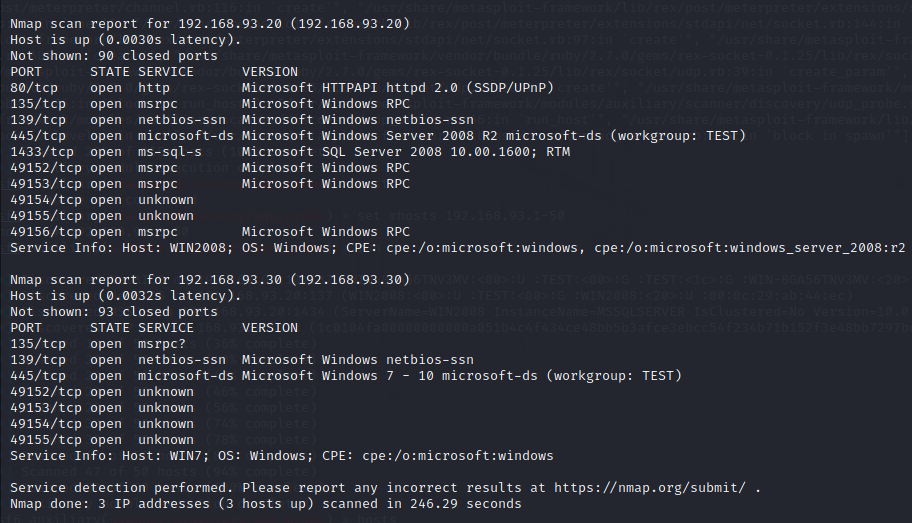 Nmap scan report for 192.168.93.20 (192.168.93.20)
Host is up (0.0030s latency).
Not shown: 90 closed ports
PORT      STATE SERVICE      VERSION
80/tcp    open  http         Microsoft HTTPAPI httpd 2.0 (SSDP/UPnP)
135/tcp   open  msrpc        Microsoft Windows RPC
139/tcp   open  netbios-ssn  Microsoft Windows netbios-ssn
445/tcp   open  microsoft-ds Microsoft Windows Server 2008 R2 microsoft-ds (workgroup: TEST)
1433/tcp  open  ms-sql-s     Microsoft SQL Server 2008 10.00.1600; RTM
49152/tcp open  msrpc        Microsoft Windows RPC
49153/tcp open  msrpc        Microsoft Windows RPC
49154/tcp open  unknown
49155/tcp open  unknown
49156/tcp open  msrpc        Microsoft Windows RPC
Service Info: Host: WIN2008; OS: Windows; CPE: cpe:/o:microsoft:windows, cpe:/o:microsoft:windows_server_2008:r2
Nmap scan report for 192.168.93.30 (192.168.93.30)
Host is up (0.0032s latency).
Not shown: 93 closed ports
PORT      STATE SERVICE      VERSION
135/tcp   open  msrpc?
139/tcp   open  netbios-ssn  Microsoft Windows netbios-ssn
445/tcp   open  microsoft-ds Microsoft Windows 7 - 10 microsoft-ds (workgroup: TEST)
49152/tcp open  unknown
49153/tcp open  unknown
49154/tcp open  unknown
49155/tcp open  unknown
Service Info: Host: WIN7; OS: Windows; CPE: cpe:/o:microsoft:windows
Service detection performed. Please report any incorrect results at https://nmap.org/submit/ .
Nmap done: 3 IP addresses (3 hosts up) scanned in 246.29 seconds